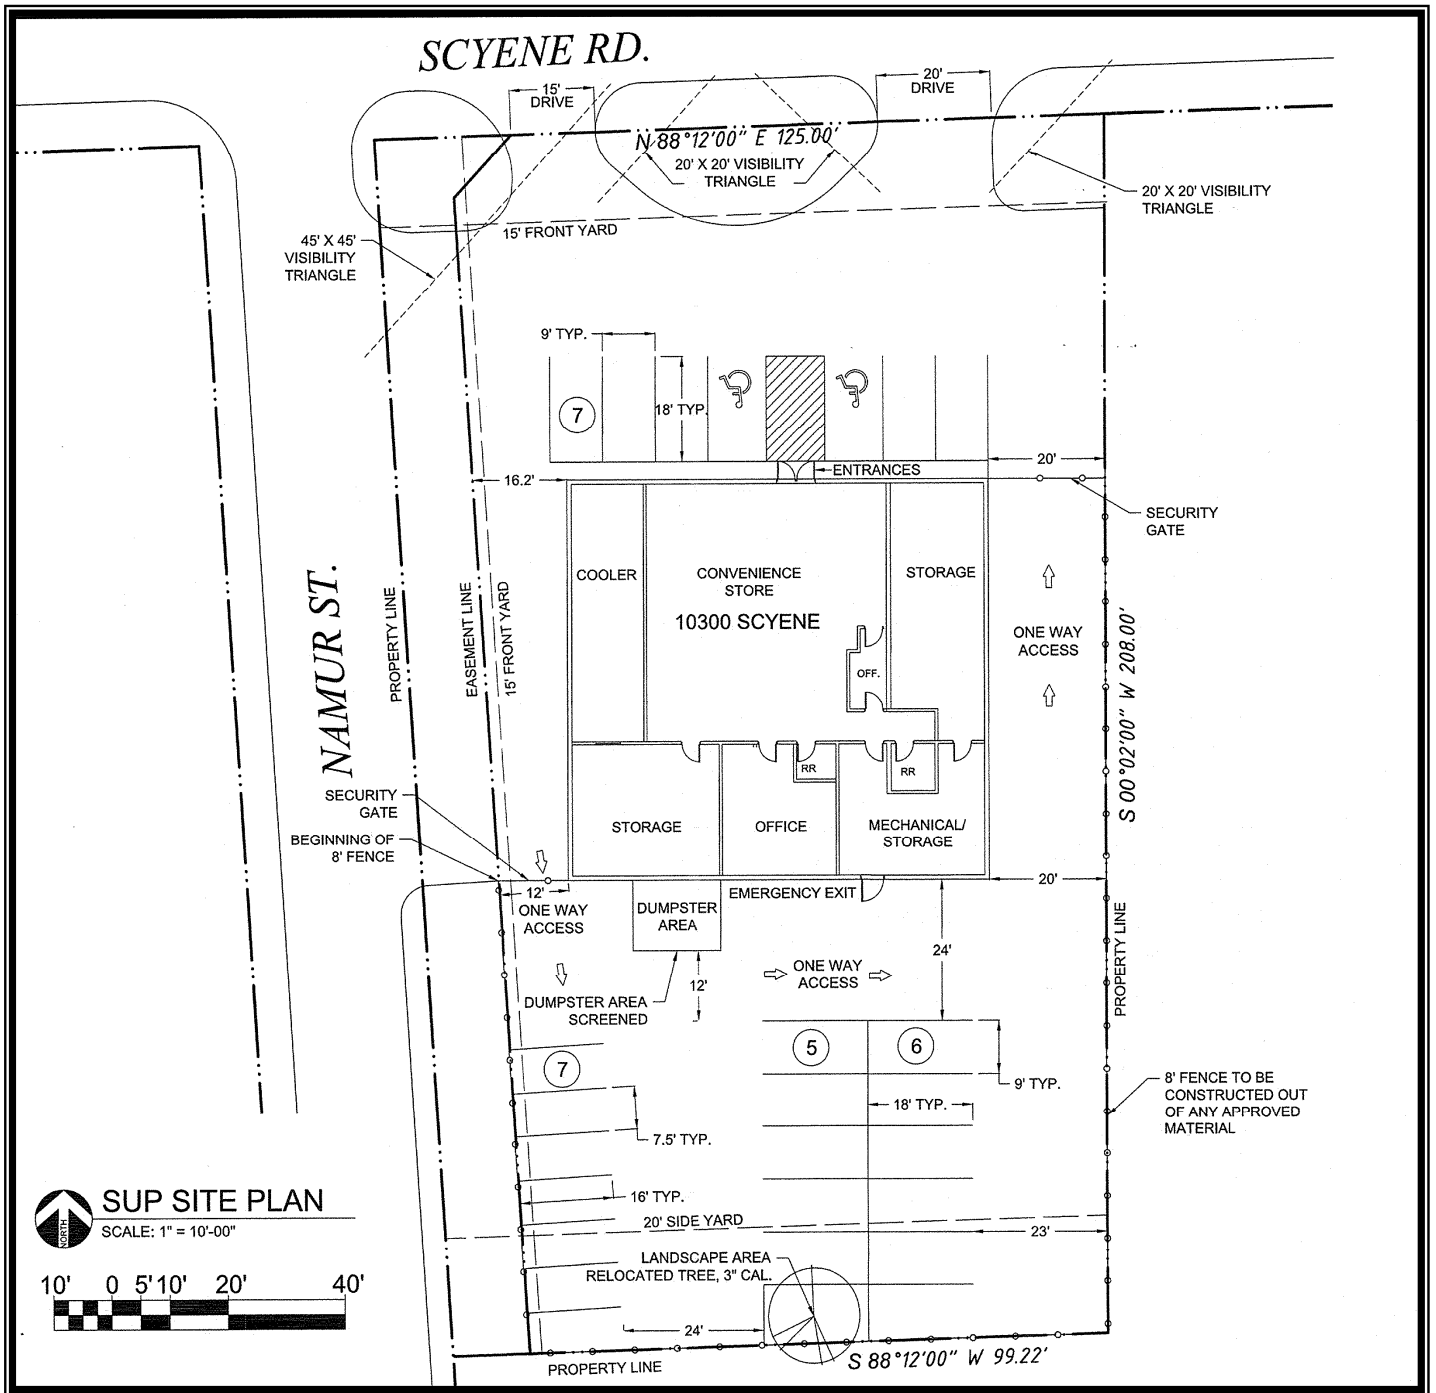 SCYENE RD.
15'
DRIVE
20'
DRIVE
N 88°12'00" E 125.00'
20' X 20' VISIBILITY
TRIANGLE
20' X 20' VISIBILITY
TRIANGLE
15' FRONT YARD
45' X 45'
VISIBILITY
TRIANGLE
9' TYP.
7
18' TYP.
ENTRANCES
20'
16.2'
SECURITY
GATE
COOLER
CONVENIENCE
STORE
10300 SCYENE
STORAGE
OFF.
ONE WAY
ACCESS
S 00°02'00" W 208.00'
NAMUR ST.
PROPERTY LINE
EASEMENT LINE
15' FRONT YARD
RR
RR
SECURITY
GATE
BEGINNING OF
8' FENCE
STORAGE
OFFICE
MECHANICAL/
STORAGE
12'
ONE WAY
ACCESS
DUMPSTER
AREA
EMERGENCY EXIT
20'
24'
PROPERTY LINE
12'
ONE WAY
ACCESS
DUMPSTER AREA
SCREENED
7
5
6
9' TYP.
18' TYP.
8' FENCE TO BE
CONSTRUCTED OUT
OF ANY APPROVED
MATERIAL
7.5' TYP.
16' TYP.
20' SIDE YARD
23'
LANDSCAPE AREA
RELOCATED TREE, 3" CAL.
24'
PROPERTY LINE
S 88°12'00" W 99.22'
NORTH
SUP SITE PLAN
SCALE: 1" = 10'-00"
10' 0 5' 10' 20' 40'